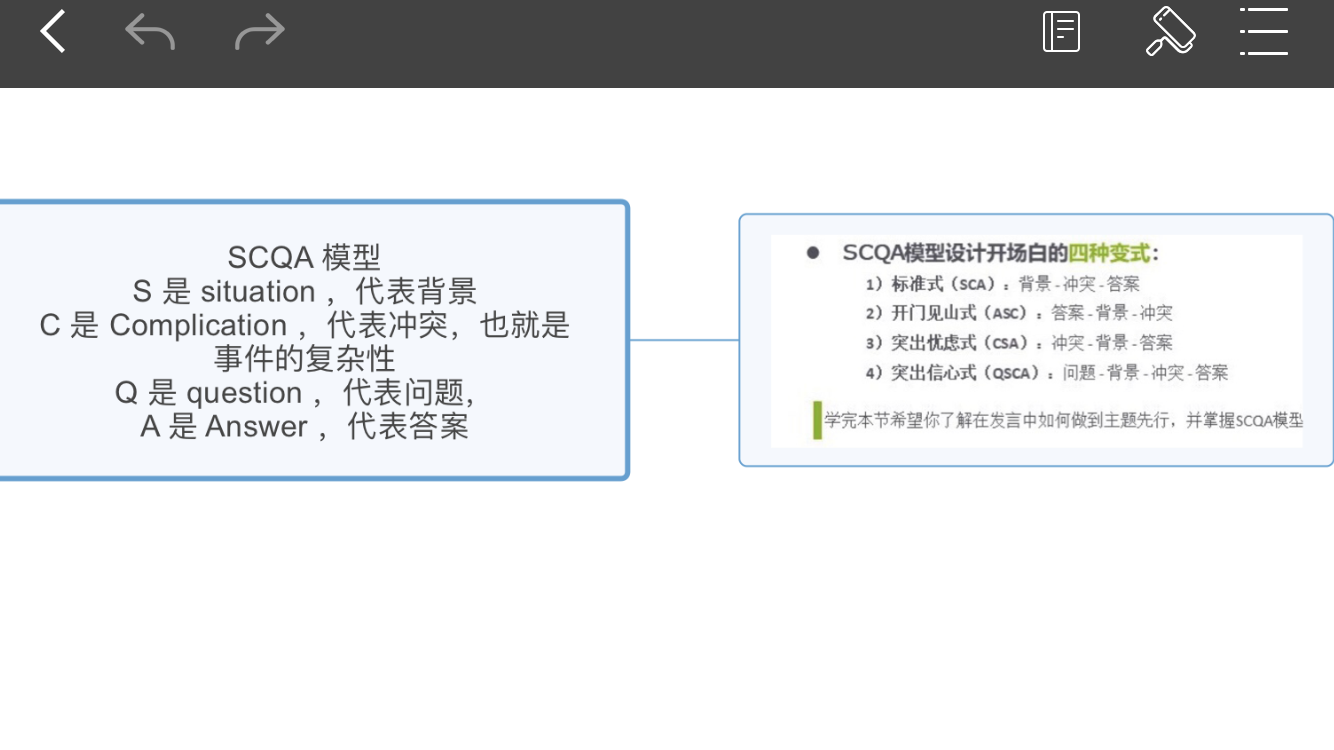 SCQA 模型
S 是 situation ，代表背景
C 是 Complication ，代表冲突，也就是
事件的复杂性
Q 是 question ，代表问题，
A 是 Answer ，代表答案
● SCQA模型设计开场白的四种变式：
1）标准式（SCA）：背景-冲突-答案
2）开门见山式（ASC）：答案-背景-冲突
3）突出忧虑式（CSA）：冲突-背景-答案
4）突出信心式（QSCA）：问题-背景-冲突-答案
学完本节希望你了解在发言中如何做到主题先行，并掌握SCQA模型